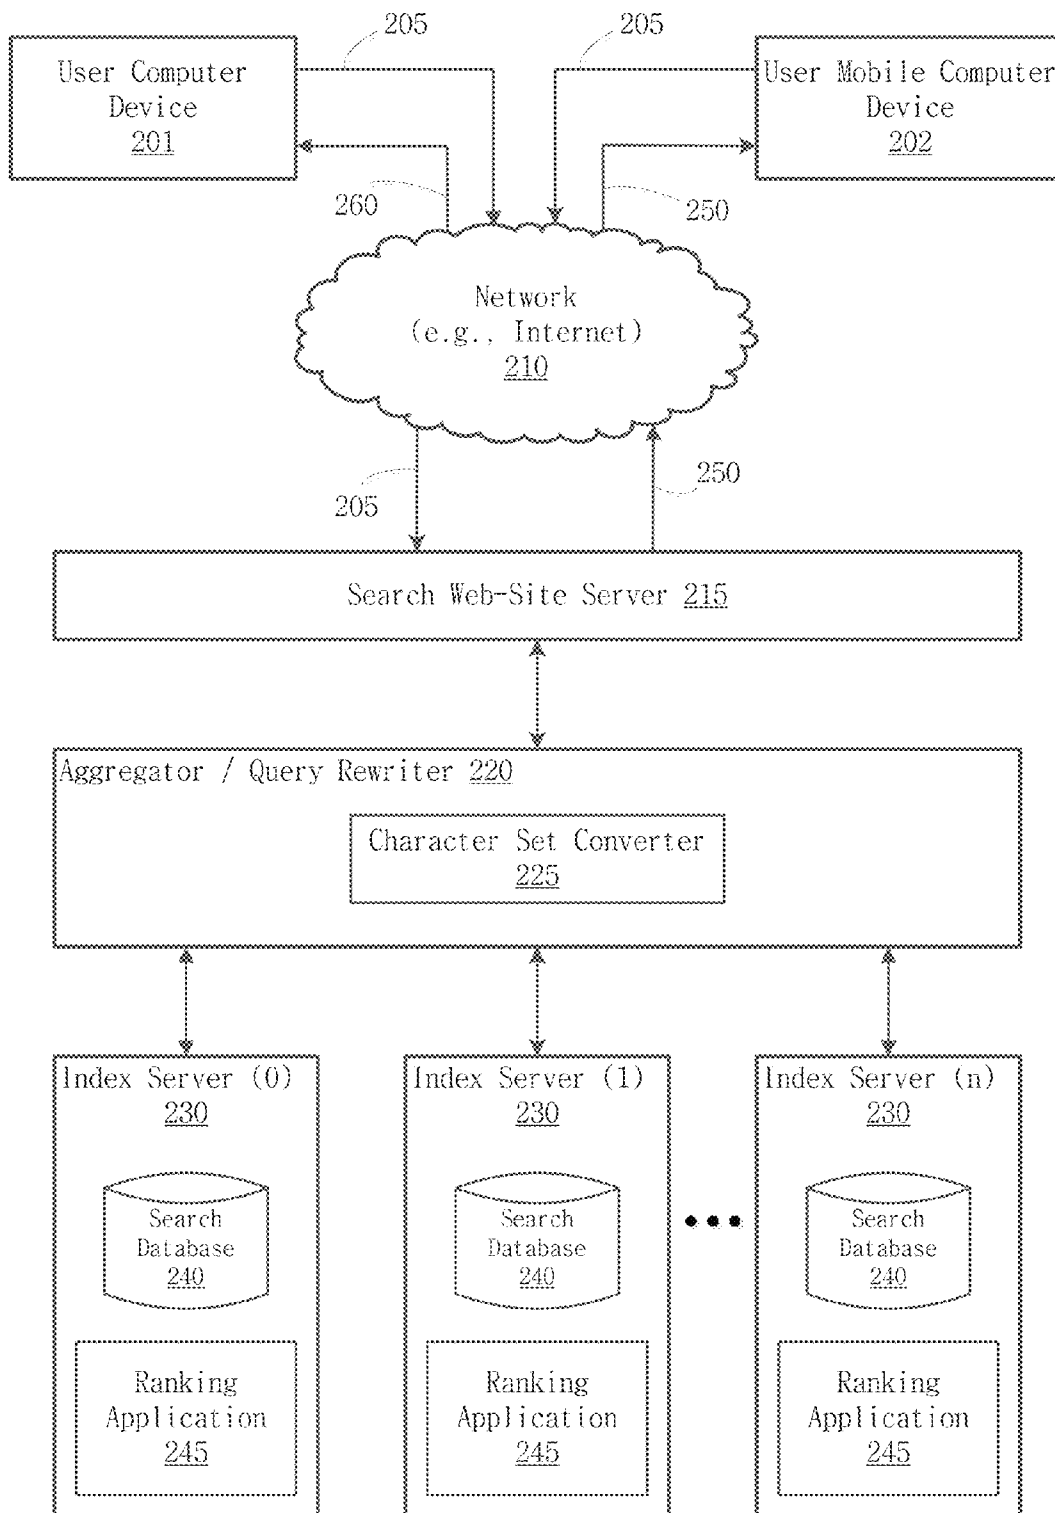 205
205
User Computer
Device
201
User Mobile Computer
Device
202
260
250
Network
(e.g., Internet)
210
205
250
Search Web-Site Server 215
Aggregator / Query Rewriter 220
Character Set Converter
225
Index Server (0)
230
Search
Database
240
Ranking
Application
245
Index Server (1)
230
Search
Database
240
Ranking
Application
245
Index Server (n)
230
Search
Database
240
Ranking
Application
245